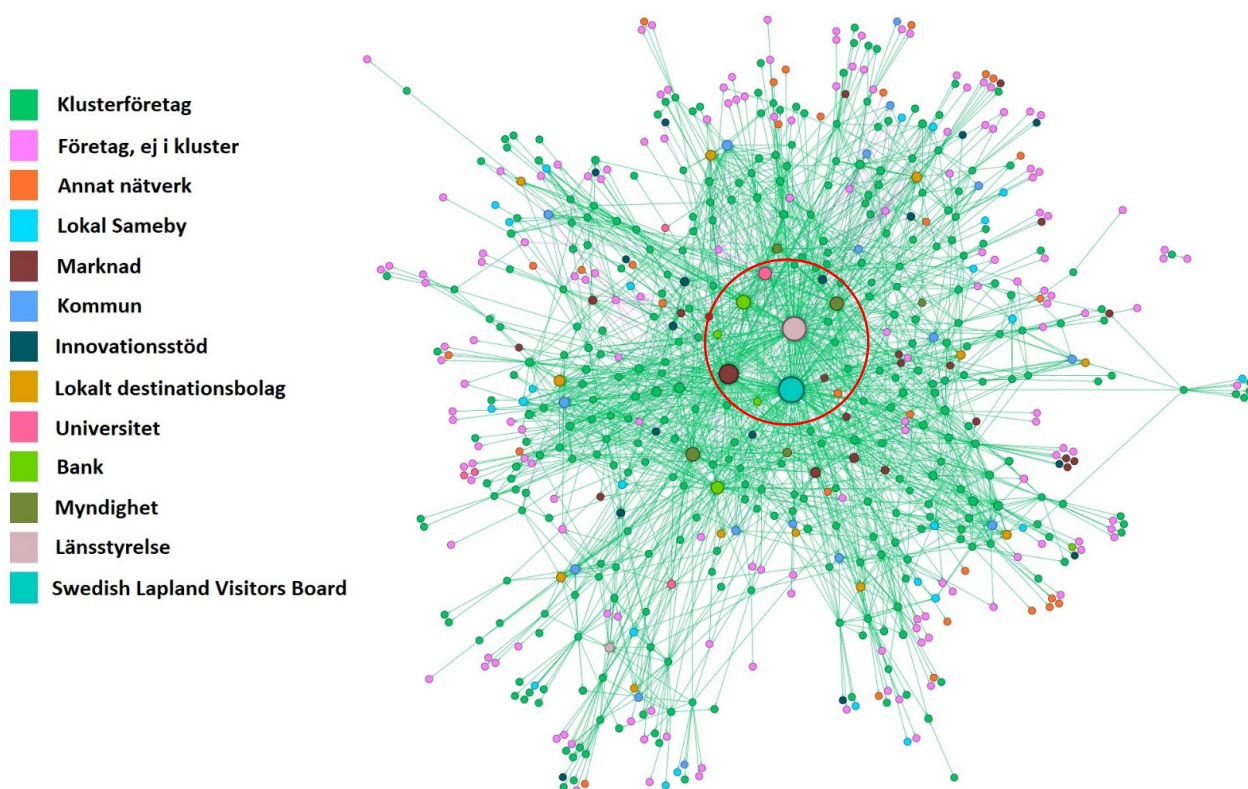 Klusterföretag
Företag, ej i kluster
Annat nätverk
Lokal Sameby
Marknad
Kommun
Innovationsstöd
Lokalt destinationsbolag
Universitet
Bank
Myndighet
Länsstyrelse
Swedish Lapland Visitors Board